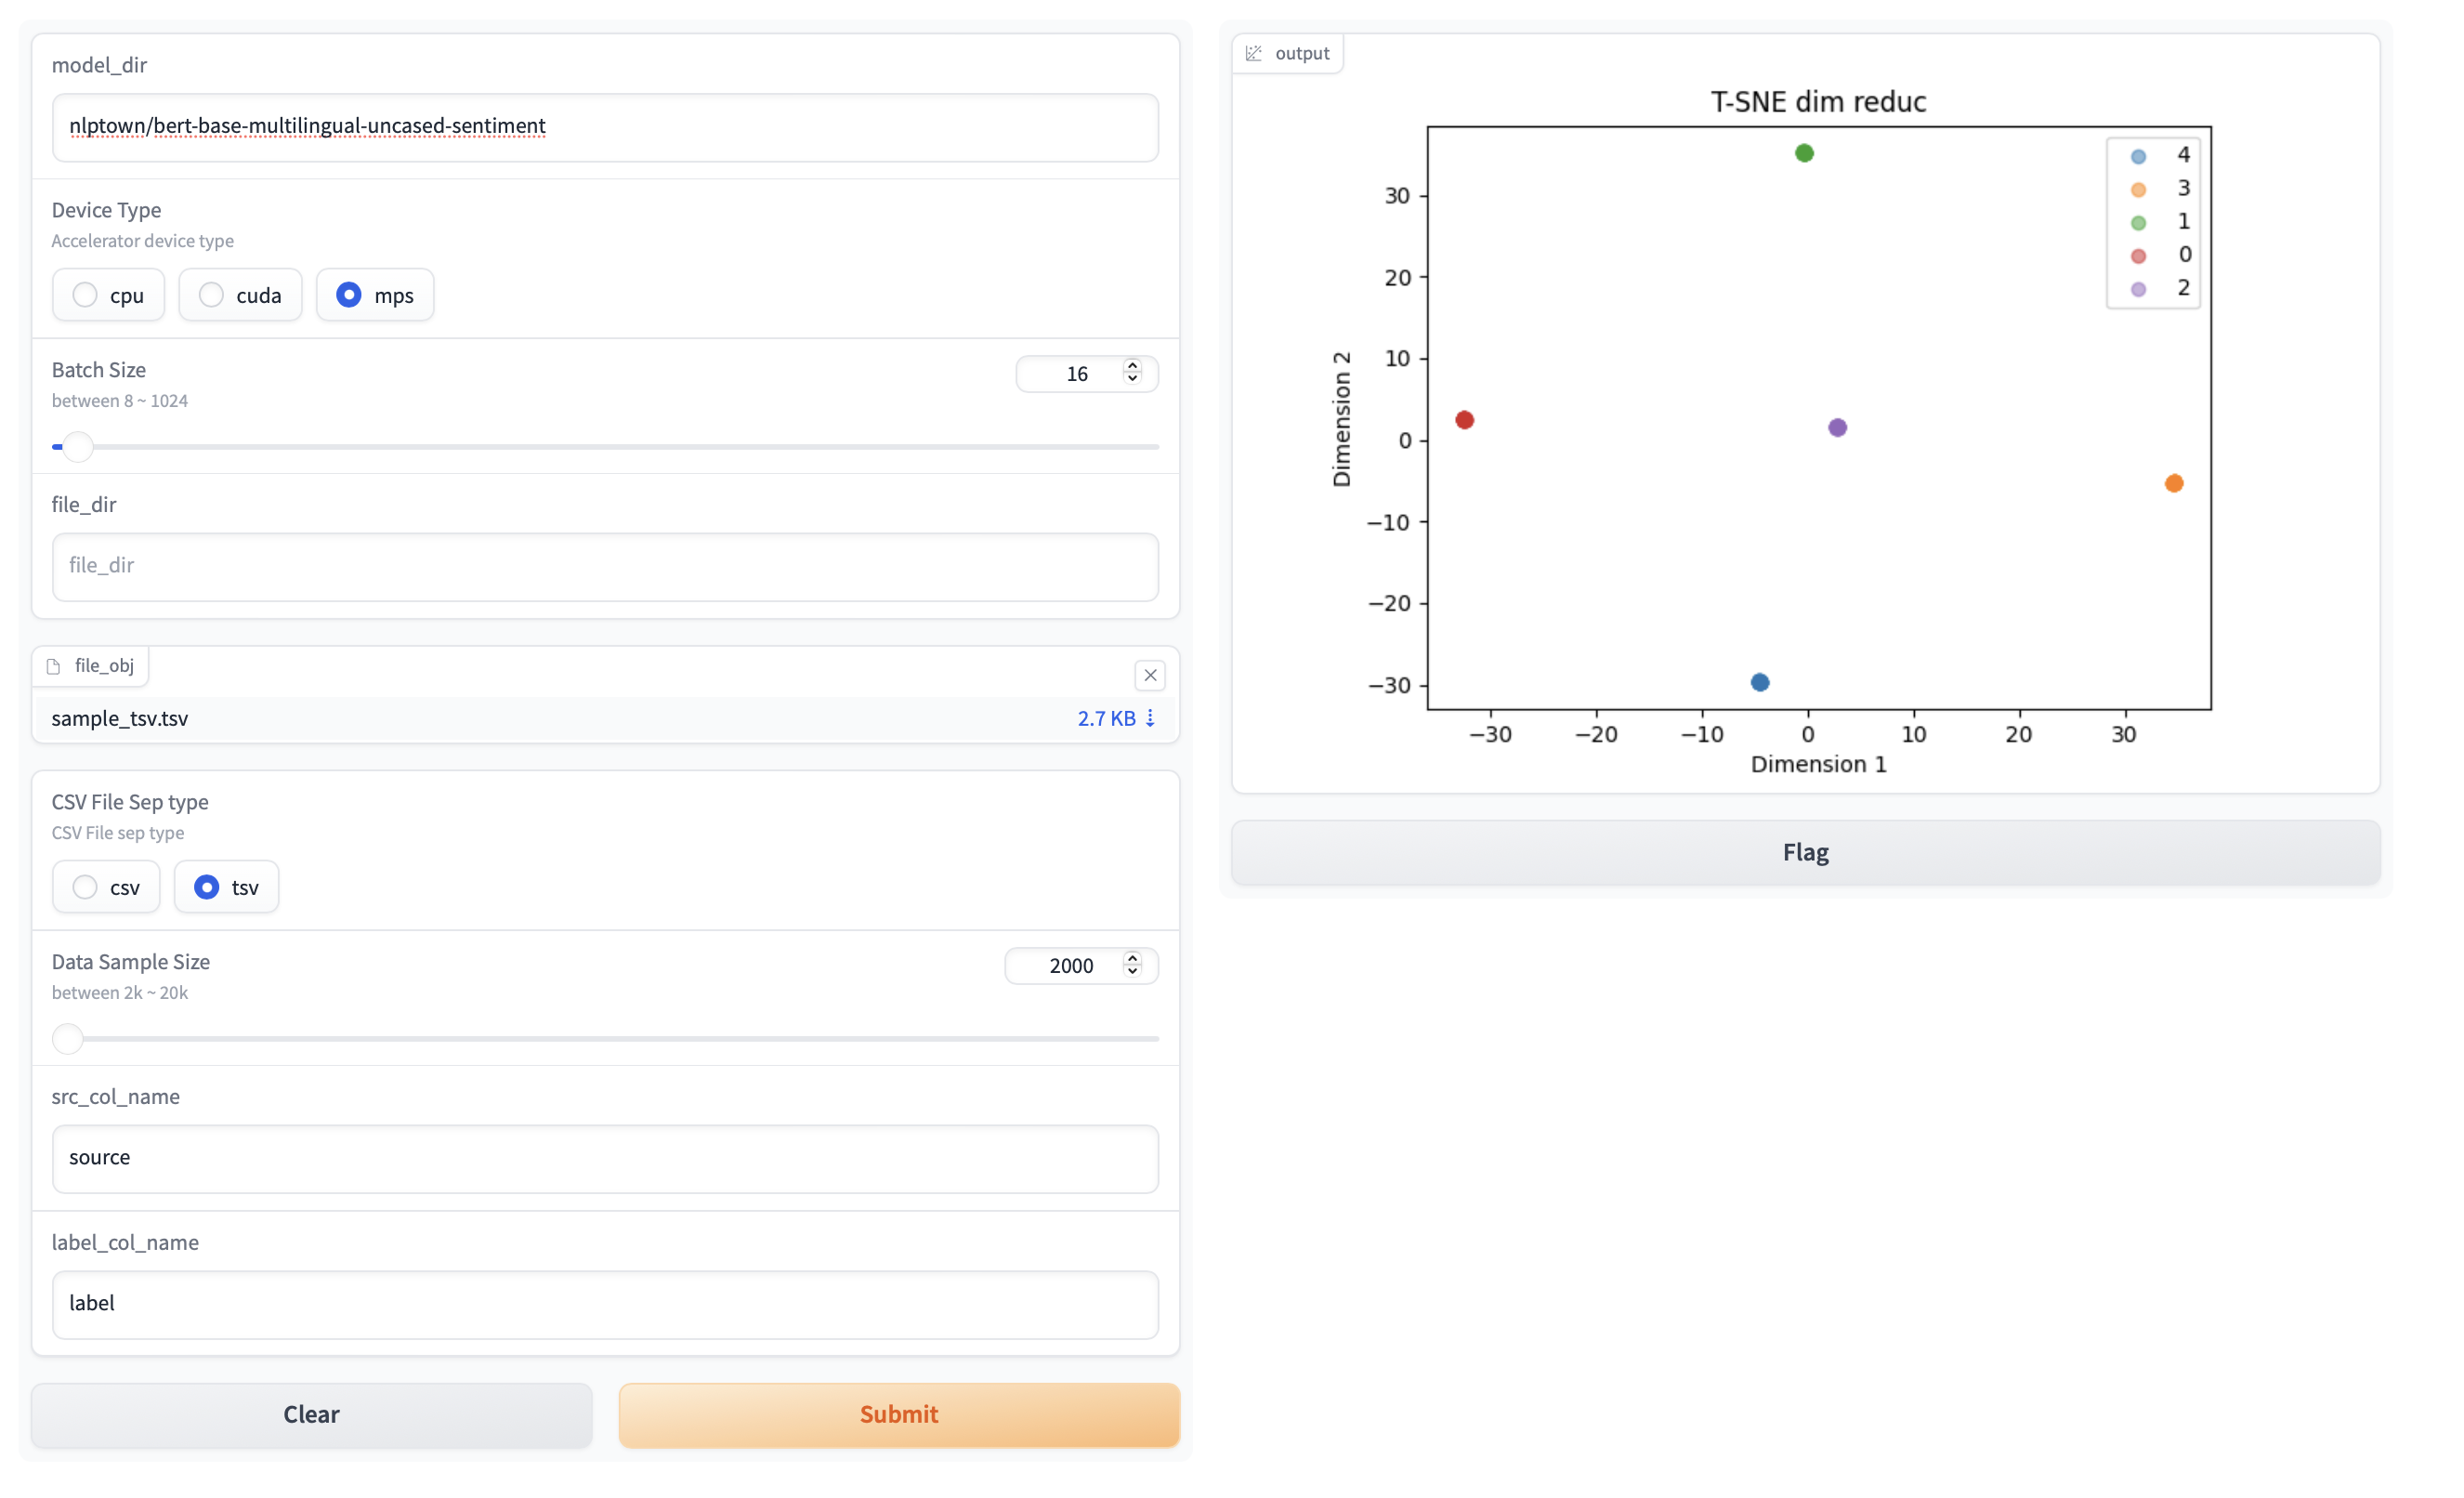 model_dir
nlptown/bert-base-multilingual-uncased-sentiment
Device Type
Accelerator device type
cpu
cuda
mps
Batch Size
16
between 8 ~ 1024
file_dir
file_dir
file_obj
sample_tsv.tsv
2.7 KB
CSV File Sep type
CSV File sep type
csv
tsv
Data Sample Size
2000
between 2k ~ 20k
src_col_name
source
label_col_name
label
Clear
Submit
output
T-SNE dim reduc
4
3
1
0
2
30
20
10
0
−10
−20
−30
Dimension 2
−30
−20
−10
0
10
20
30
Dimension 1
Flag